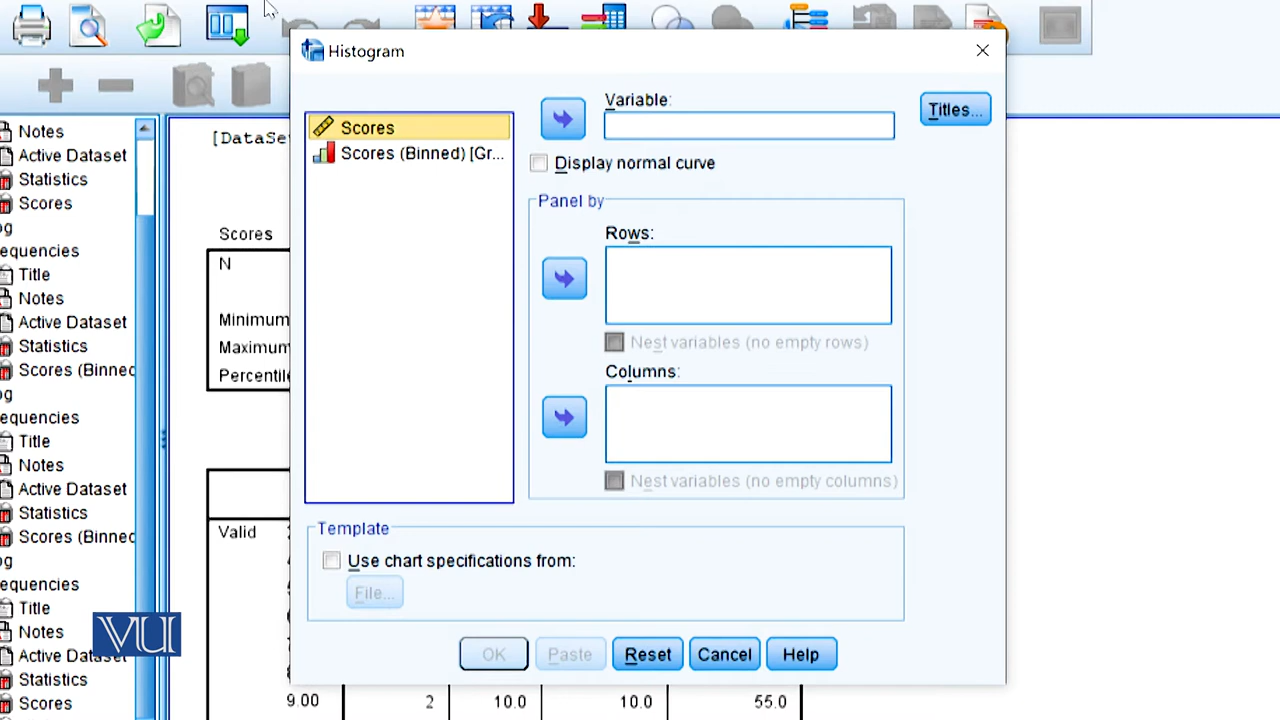 Histogram
Variable:
Titles...
Scores
Scores (Binned) [Gr...
Display normal curve
Panel by
Rows:
Nest variables (no empty rows)
Columns:
Nest variables (no empty columns)
Template
Use chart specifications from:
File...
OK
Paste
Reset
Cancel
Help
Notes
Active Dataset
Statistics
Scores
og
equencies
Title
Notes
Active Dataset
Statistics
Scores (Binned
og
equencies
Title
Notes
Active Dataset
Statistics
Scores (Binned
og
equencies
Title
Notes
Active Dataset
Statistics
Scores
VU
[DataSe
Scores
N
Minimum
Maximum
Percentile
Valid
9.00 2 10.0 10.0 55.0